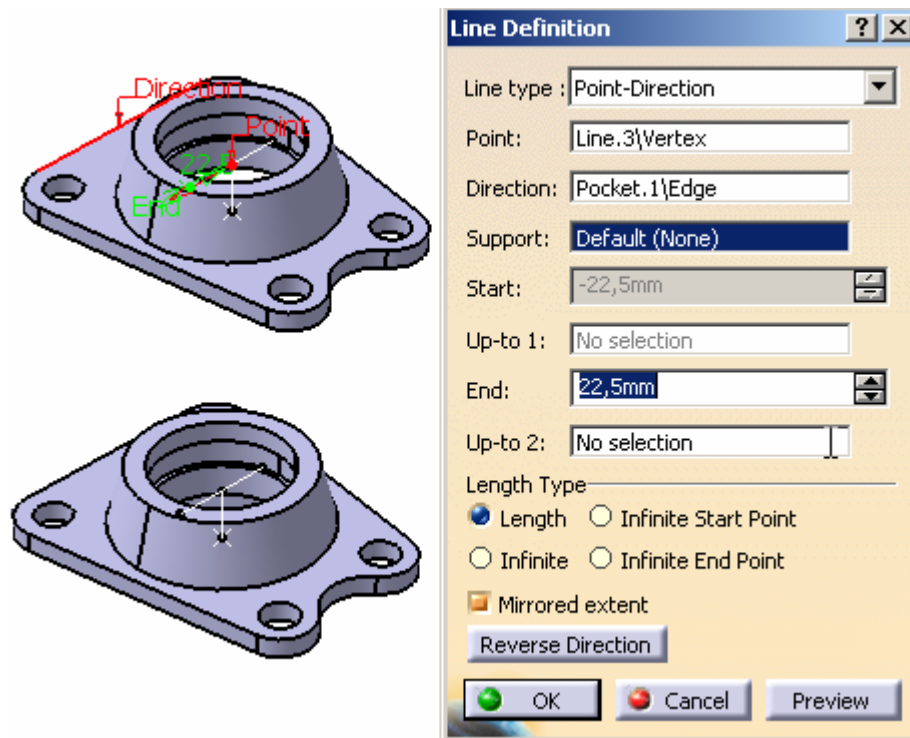 Direction
Point
22.5
End
Line Definition
? X
Line type : Point-Direction
Point: Line.3\Vertex
Direction: Pocket.1\Edge
Support: Default (None)
Start: -22,5mm
Up-to 1: No selection
End: 22,5mm
Up-to 2: No selection
Length Type
Length Infinite Start Point
Infinite Infinite End Point
Mirrored extent
Reverse Direction
OK Cancel Preview